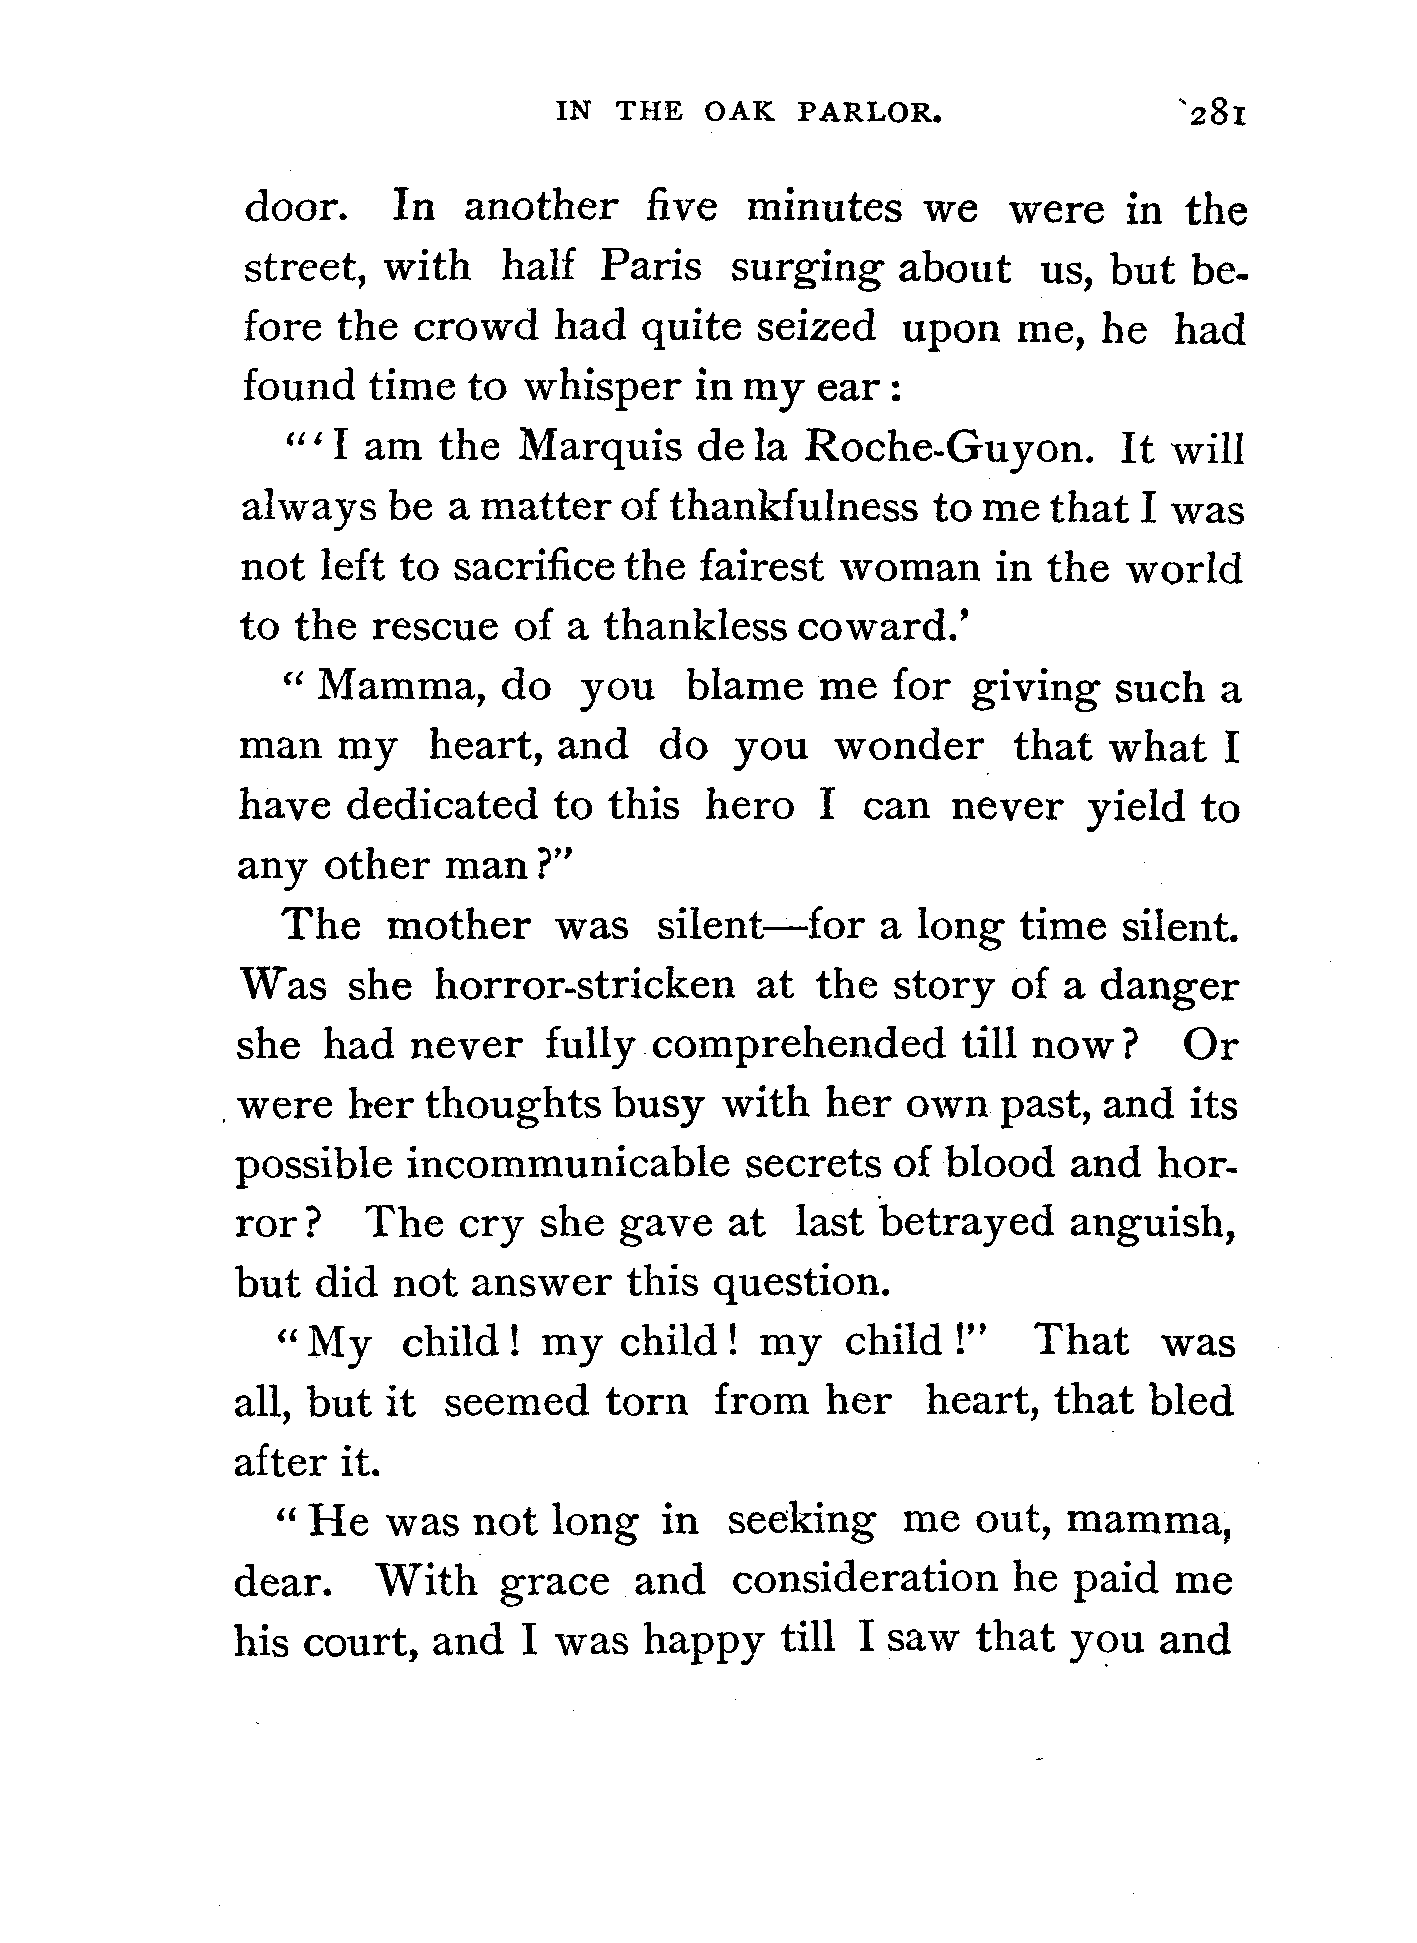 IN THE OAK PARLOR. 281
door. In another five minutes we were in the
street, with half Paris surging about us, but be-
fore the crowd had quite seized upon me, he had
found time to whisper in my ear:
"'I am the Marquis de la Roche-Guyon. It will
always be a matter of thankfulness to me that I was
not left to sacrifice the fairest woman in the world
to the rescue of a thankless coward.'
"Mamma, do you blame me for giving such a
man my heart, and do you wonder that what I
have dedicated to this hero I can never yield to
any other man?"
The mother was silent—for a long time silent.
Was she horror-stricken at the story of a danger
she had never fully comprehended till now? Or
were her thoughts busy with her own past, and its
possible incommunicable secrets of blood and hor-
ror? The cry she gave at last betrayed anguish,
but did not answer this question.
"My child! my child! my child!" That was
all, but it seemed torn from her heart, that bled
after it.
"He was not long in seeking me out, mamma,
dear. With grace and consideration he paid me
his court, and I was happy till I saw that you and